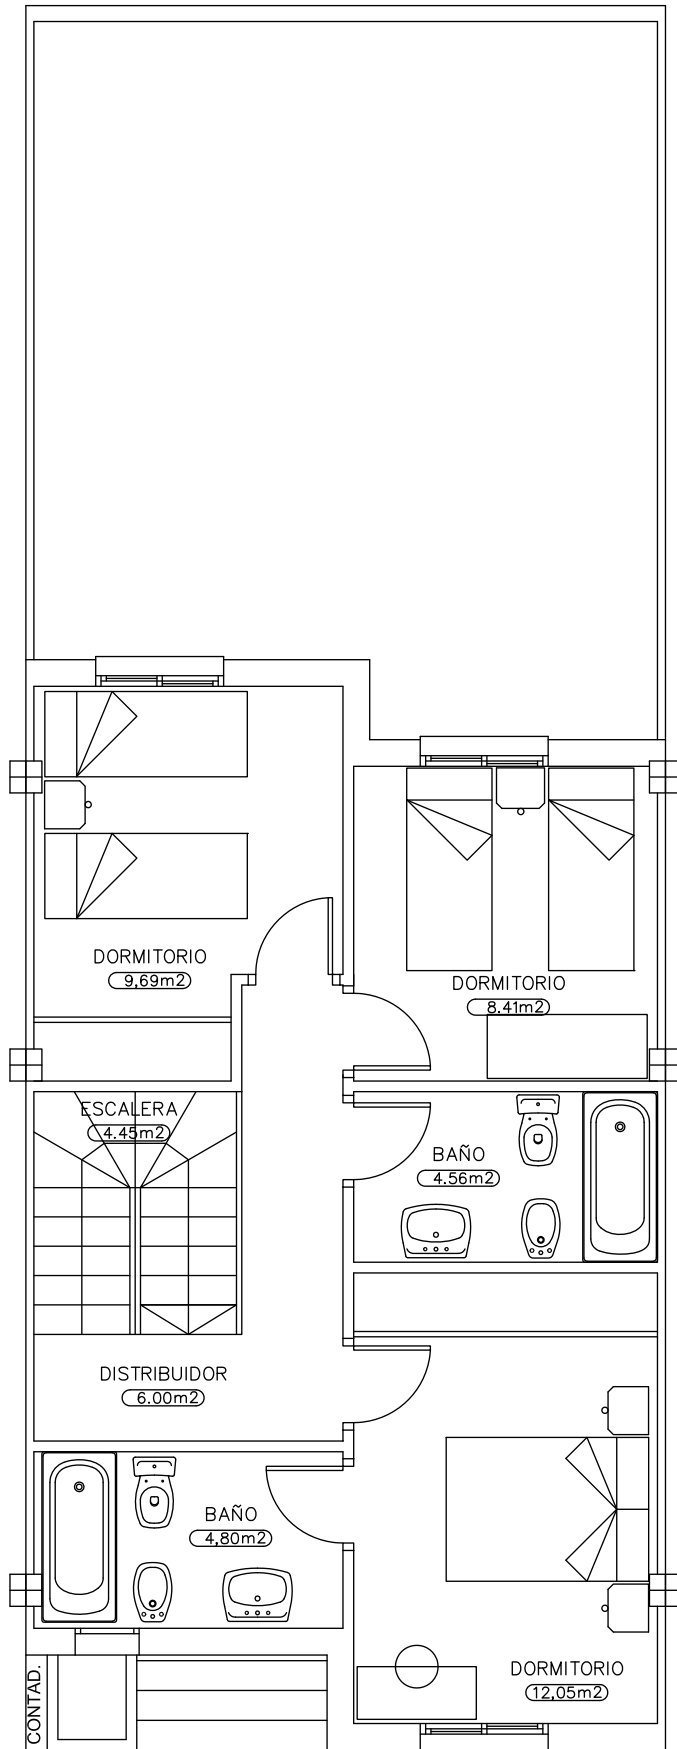 DORMITORIO
9,69m2
DORMITORIO
8.41m2
ESCALERA
4.45m2
BAÑO
4.56m2
DISTRIBUIDOR
6.00m2
BAÑO
4,80m2
DORMITORIO
12,05m2
CONTAD.